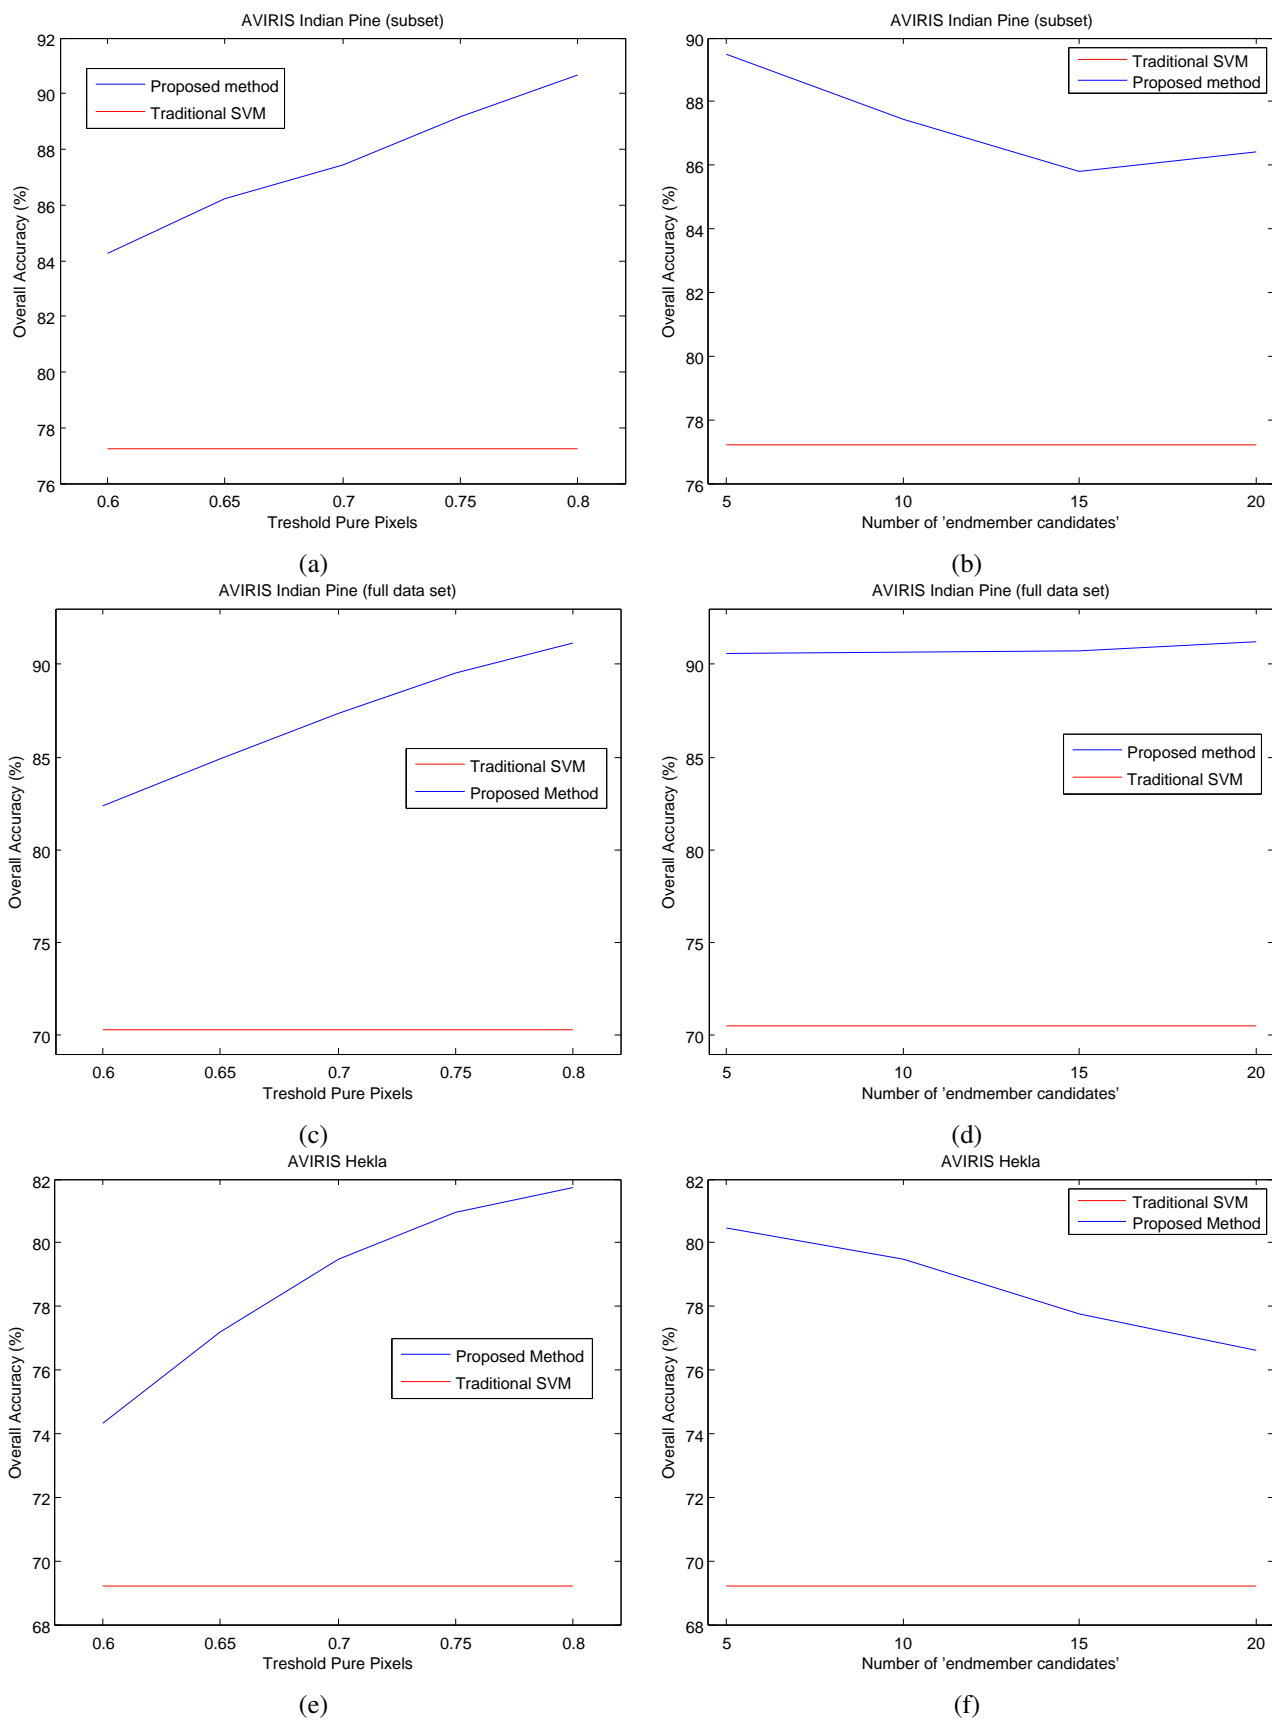 AVIRIS Indian Pine (subset)
92
90
88
86
84
82
80
78
76
Overall Accuracy (%)
Proposed method
Traditional SVM
0.6 0.65 0.7 0.75 0.8
Treshold Pure Pixels
(a)
AVIRIS Indian Pine (subset)
90
88
86
84
82
80
78
76
Overall Accuracy (%)
Traditional SVM
Proposed method
5 10 15 20
Number of 'endmember candidates'
(b)
AVIRIS Indian Pine (full data set)
90
85
80
75
70
Overall Accuracy (%)
Traditional SVM
Proposed Method
0.6 0.65 0.7 0.75 0.8
Treshold Pure Pixels
(c)
AVIRIS Indian Pine (full data set)
90
85
80
75
70
Overall Accuracy (%)
Proposed method
Traditional SVM
5 10 15 20
Number of 'endmember candidates'
(d)
AVIRIS Hekla
82
80
78
76
74
72
70
68
Overall Accuracy (%)
Proposed Method
Traditional SVM
0.6 0.65 0.7 0.75 0.8
Treshold Pure Pixels
(e)
AVIRIS Hekla
82
80
78
76
74
72
70
68
Overall Accuracy (%)
Traditional SVM
Proposed Method
5 10 15 20
Number of 'endmember candidates'
(f)